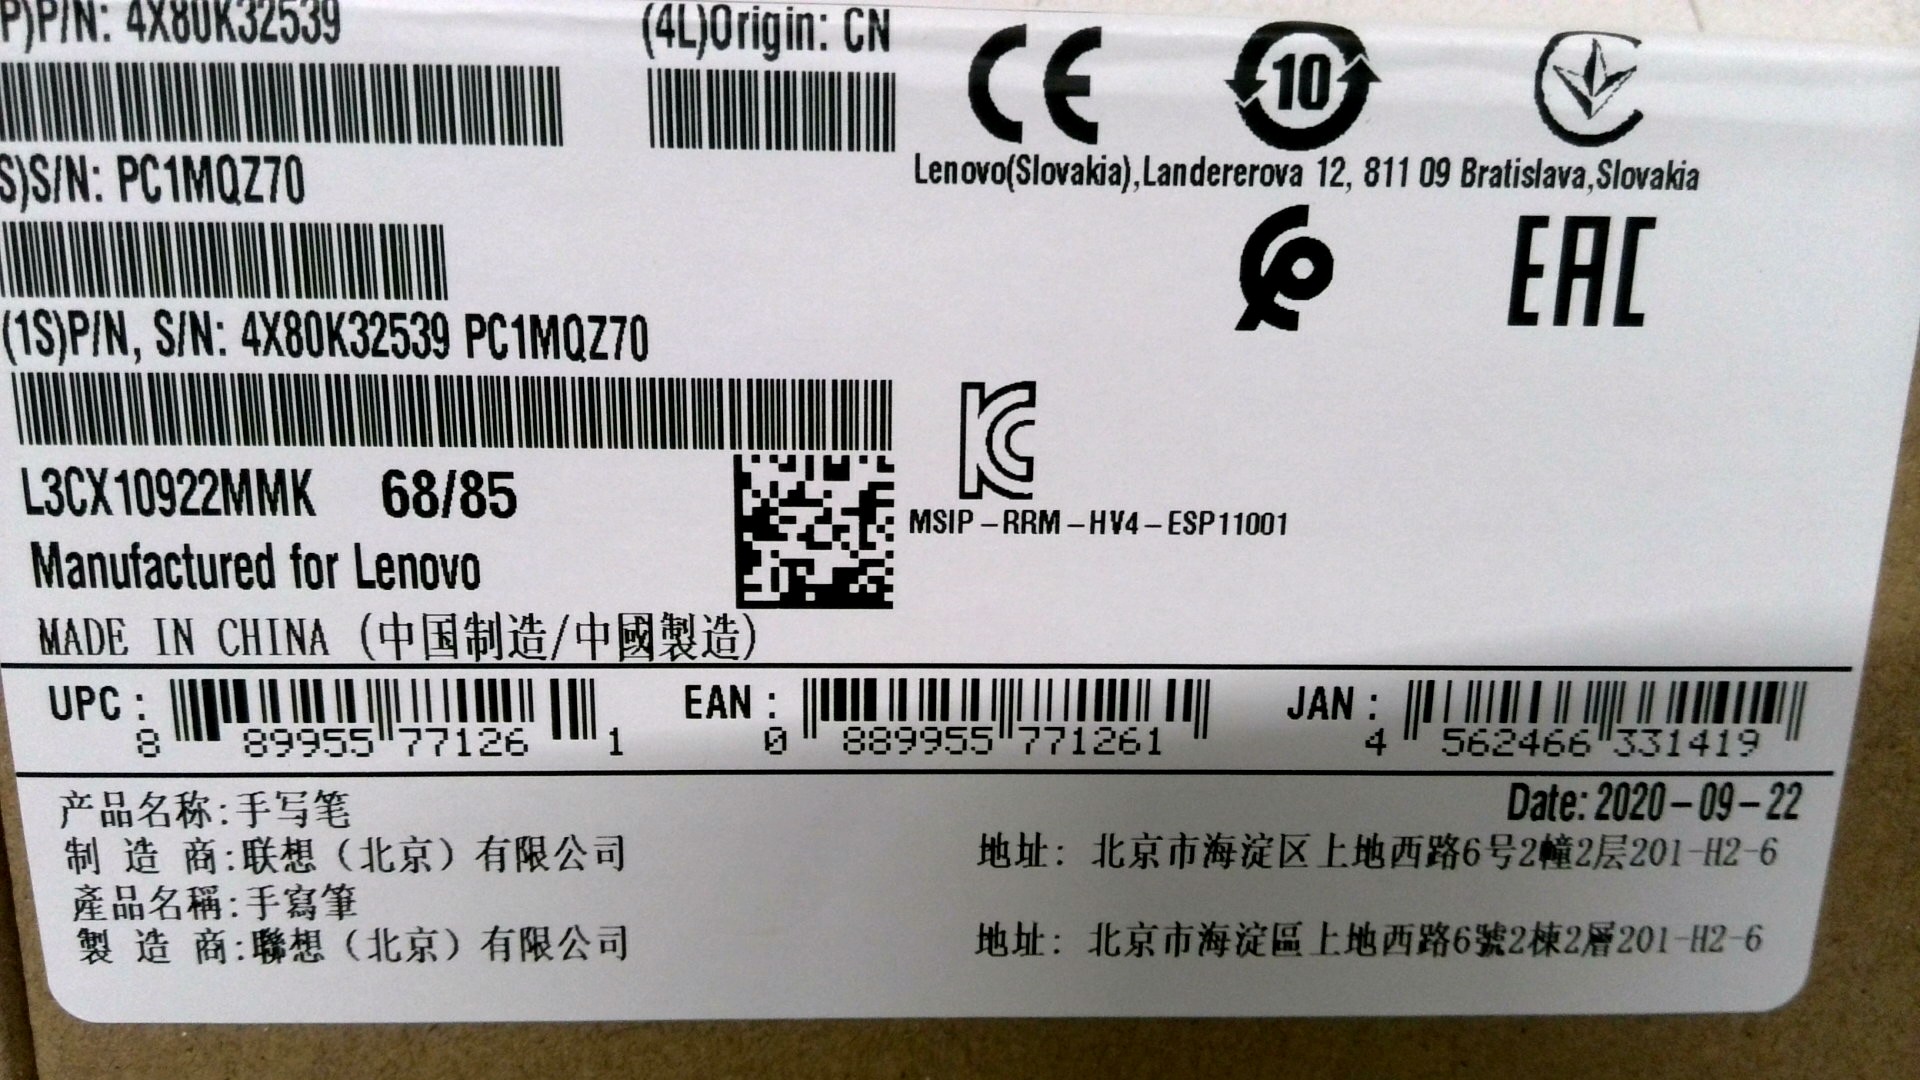 P)P/N: 4X80K32539
(4L)Origin: CN
CE
10
Lenovo(Slovakia),Landererova 12, 811 09 Bratislava,Slovakia
S)S/N: PC1MQZ70
EAC
(1S)P/N, S/N: 4X80K32539 PC1MQZ70
KC
L3CX10922MMK 68/85
MSIP-RRM-HV4-ESP11001
Manufactured for Lenovo
MADE IN CHINA (中国制造/中國製造)
UPC: 8 89955 77126 1
EAN: 0 889955 771261
JAN: 4 562466 331419
Date: 2020-09-22
产品名称:手写笔
制 造 商:联想（北京）有限公司
地址: 北京市海淀区上地西路6号2幢2层201-H2-6
產品名稱:手寫筆
製 造 商:聯想（北京）有限公司
地址: 北京市海淀區上地西路6號2棟2層201-H2-6